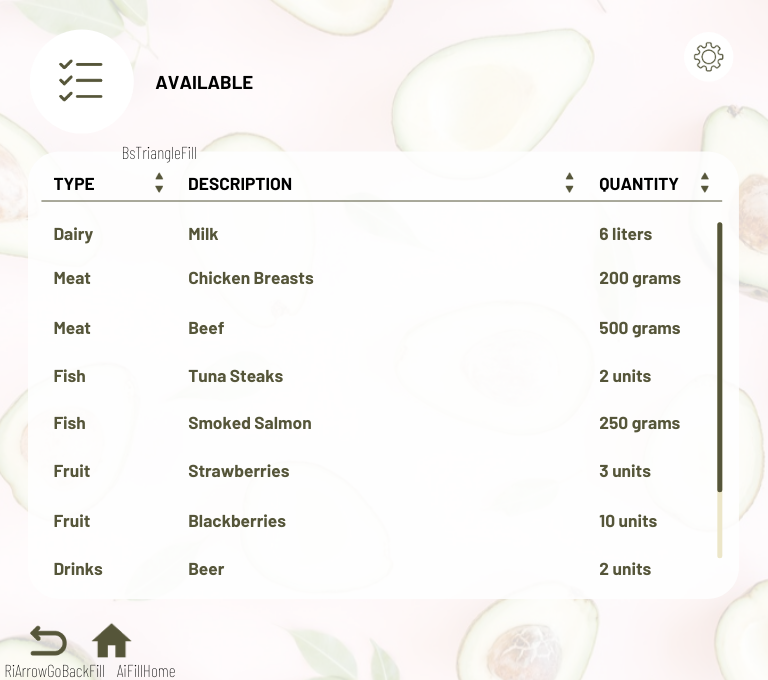 AVAILABLE
BsTriangleFill
TYPE DESCRIPTION QUANTITY
Dairy Milk 6 liters
Meat Chicken Breasts 200 grams
Meat Beef 500 grams
Fish Tuna Steaks 2 units
Fish Smoked Salmon 250 grams
Fruit Strawberries 3 units
Fruit Blackberries 10 units
Drinks Beer 2 units
RiArrowGoBackFill AiFillHome